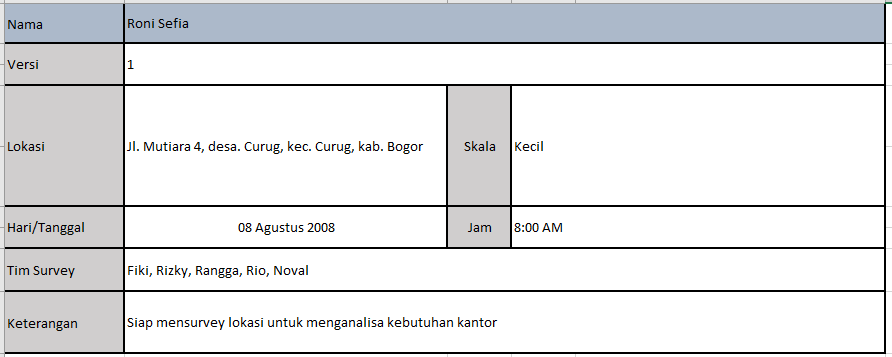 Nama Roni Sefia
Versi 1
Lokasi Jl. Mutiara 4, desa. Curug, kec. Curug, kab. Bogor Skala Kecil
Hari/Tanggal 08 Agustus 2008 Jam 8:00 AM
Tim Survey Fiki, Rizky, Rangga, Rio, Noval
Keterangan Siap mensurvey lokasi untuk menganalisa kebutuhan kantor